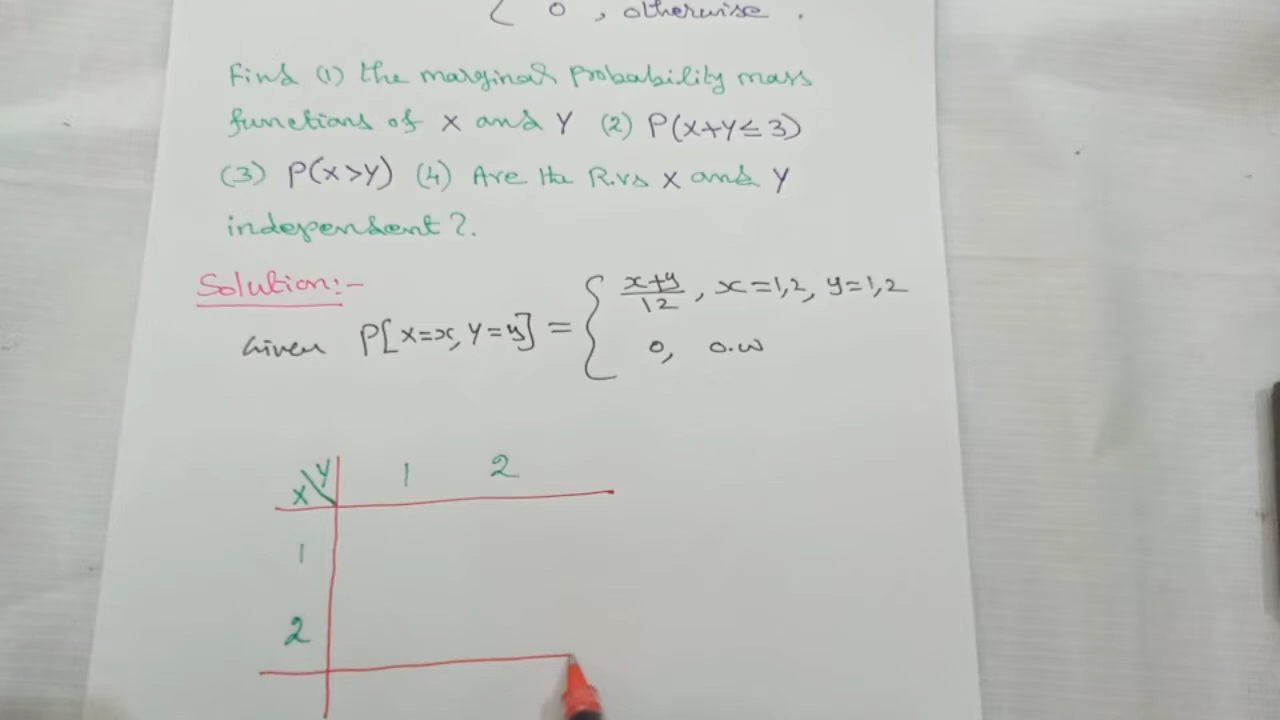 0 , otherwise .
Find (1) the marginal Probability mass
functions of X and Y (2) P(X+Y≤3)
(3) P(X>Y) (4) Are the R.vs X and Y
independent?.
Solution:-
Given P[X=x, Y=y] = { x+y/12 , x=1,2, y=1,2
0, o.w
X\Y 1 2
1
2